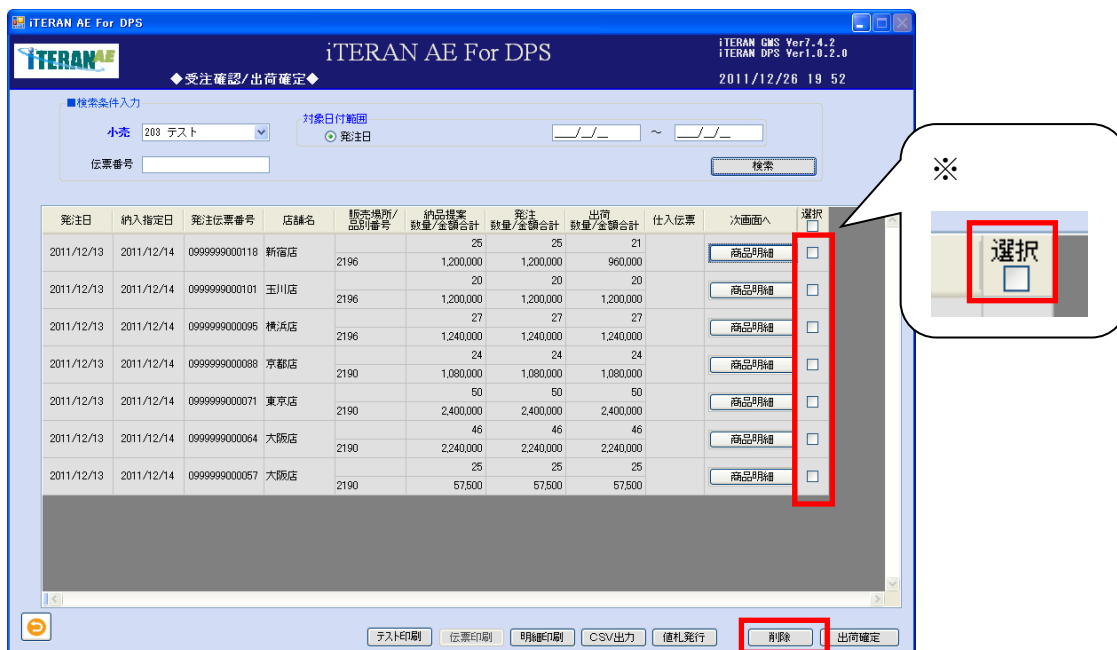 iTERAN AE For DPS
iTERAN AE
iTERAN AE For DPS
iTERAN GMS Ver7.4.2
iTERAN DPS Ver1.0.2.0
◆受注確認/出荷確定◆
2011/12/26 19 52
■検索条件入力
小売 203 テスト
対象日付範囲
発注日 __/_/_ ～ __/_/_
伝票番号
検索
※
選択
発注日 納入指定日 発注伝票番号 店舗名 販売場所/品別番号 納品提案数量/金額合計 発注数量/金額合計 出荷数量/金額合計 仕入伝票 次画面へ 選択
2011/12/13 2011/12/14 0999999000118 新宿店 25 25 21 商品明細
2196 1,200,000 1,200,000 960,000
2011/12/13 2011/12/14 0999999000101 玉川店 20 20 20 商品明細
2196 1,200,000 1,200,000 1,200,000
2011/12/13 2011/12/14 0999999000095 横浜店 27 27 27 商品明細
2196 1,240,000 1,240,000 1,240,000
2011/12/13 2011/12/14 0999999000088 京都店 24 24 24 商品明細
2190 1,080,000 1,080,000 1,080,000
2011/12/13 2011/12/14 0999999000071 東京店 50 50 50 商品明細
2190 2,400,000 2,400,000 2,400,000
2011/12/13 2011/12/14 0999999000064 大阪店 46 46 46 商品明細
2190 2,240,000 2,240,000 2,240,000
2011/12/13 2011/12/14 0999999000057 大阪店 25 25 25 商品明細
2190 57,500 57,500 57,500
テスト印刷 伝票印刷 明細印刷 CSV出力 値札発行 削除 出荷確定